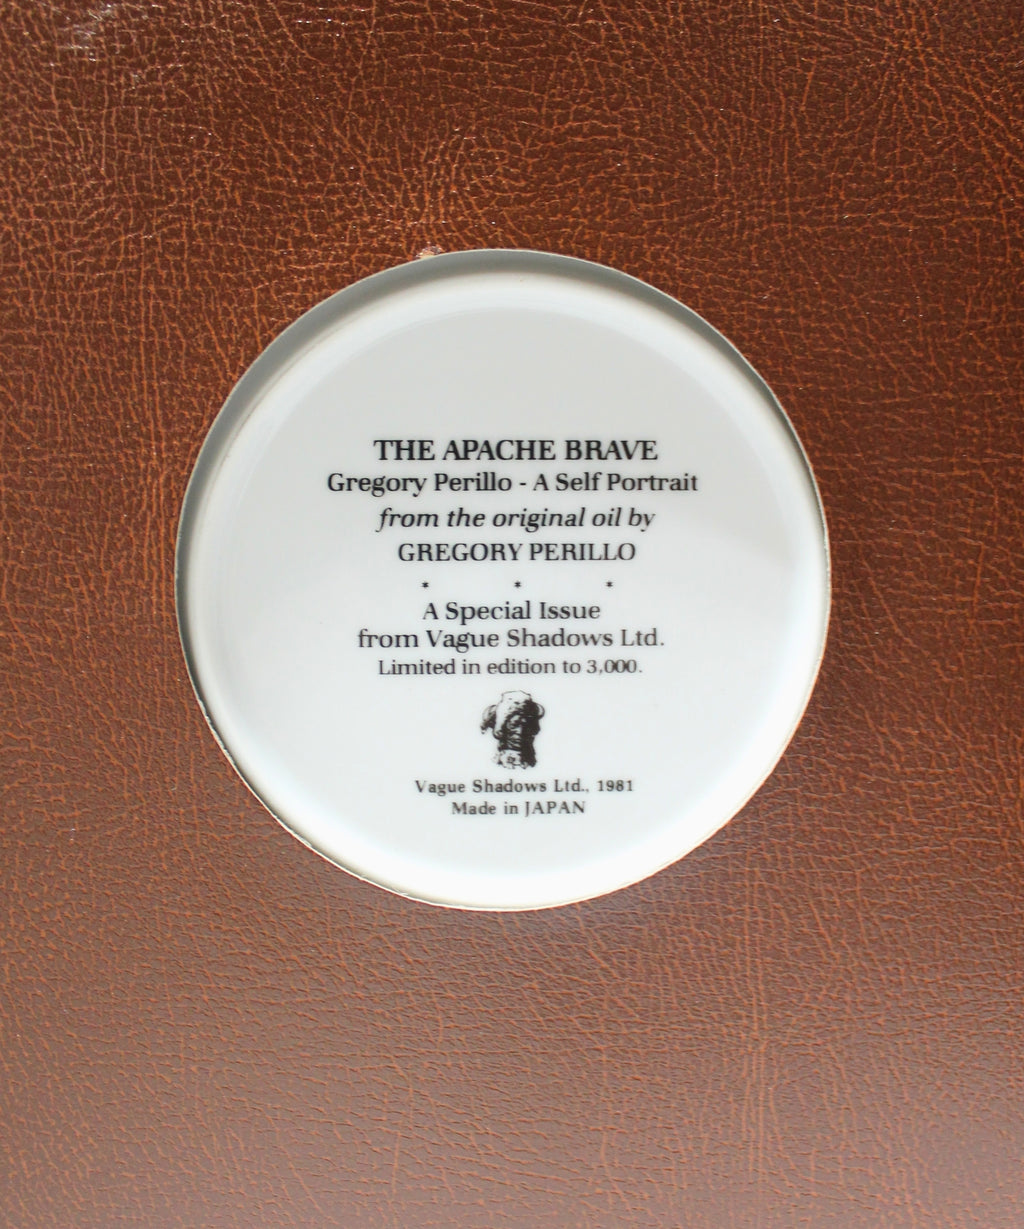 THE APACHE BRAVE
Gregory Perillo - A Self Portrait
from the original oil by
GREGORY PERILLO
* * *
A Special Issue
from Vague Shadows Ltd.
Limited in edition to 3,000.
Vague Shadows Ltd., 1981
Made in JAPAN